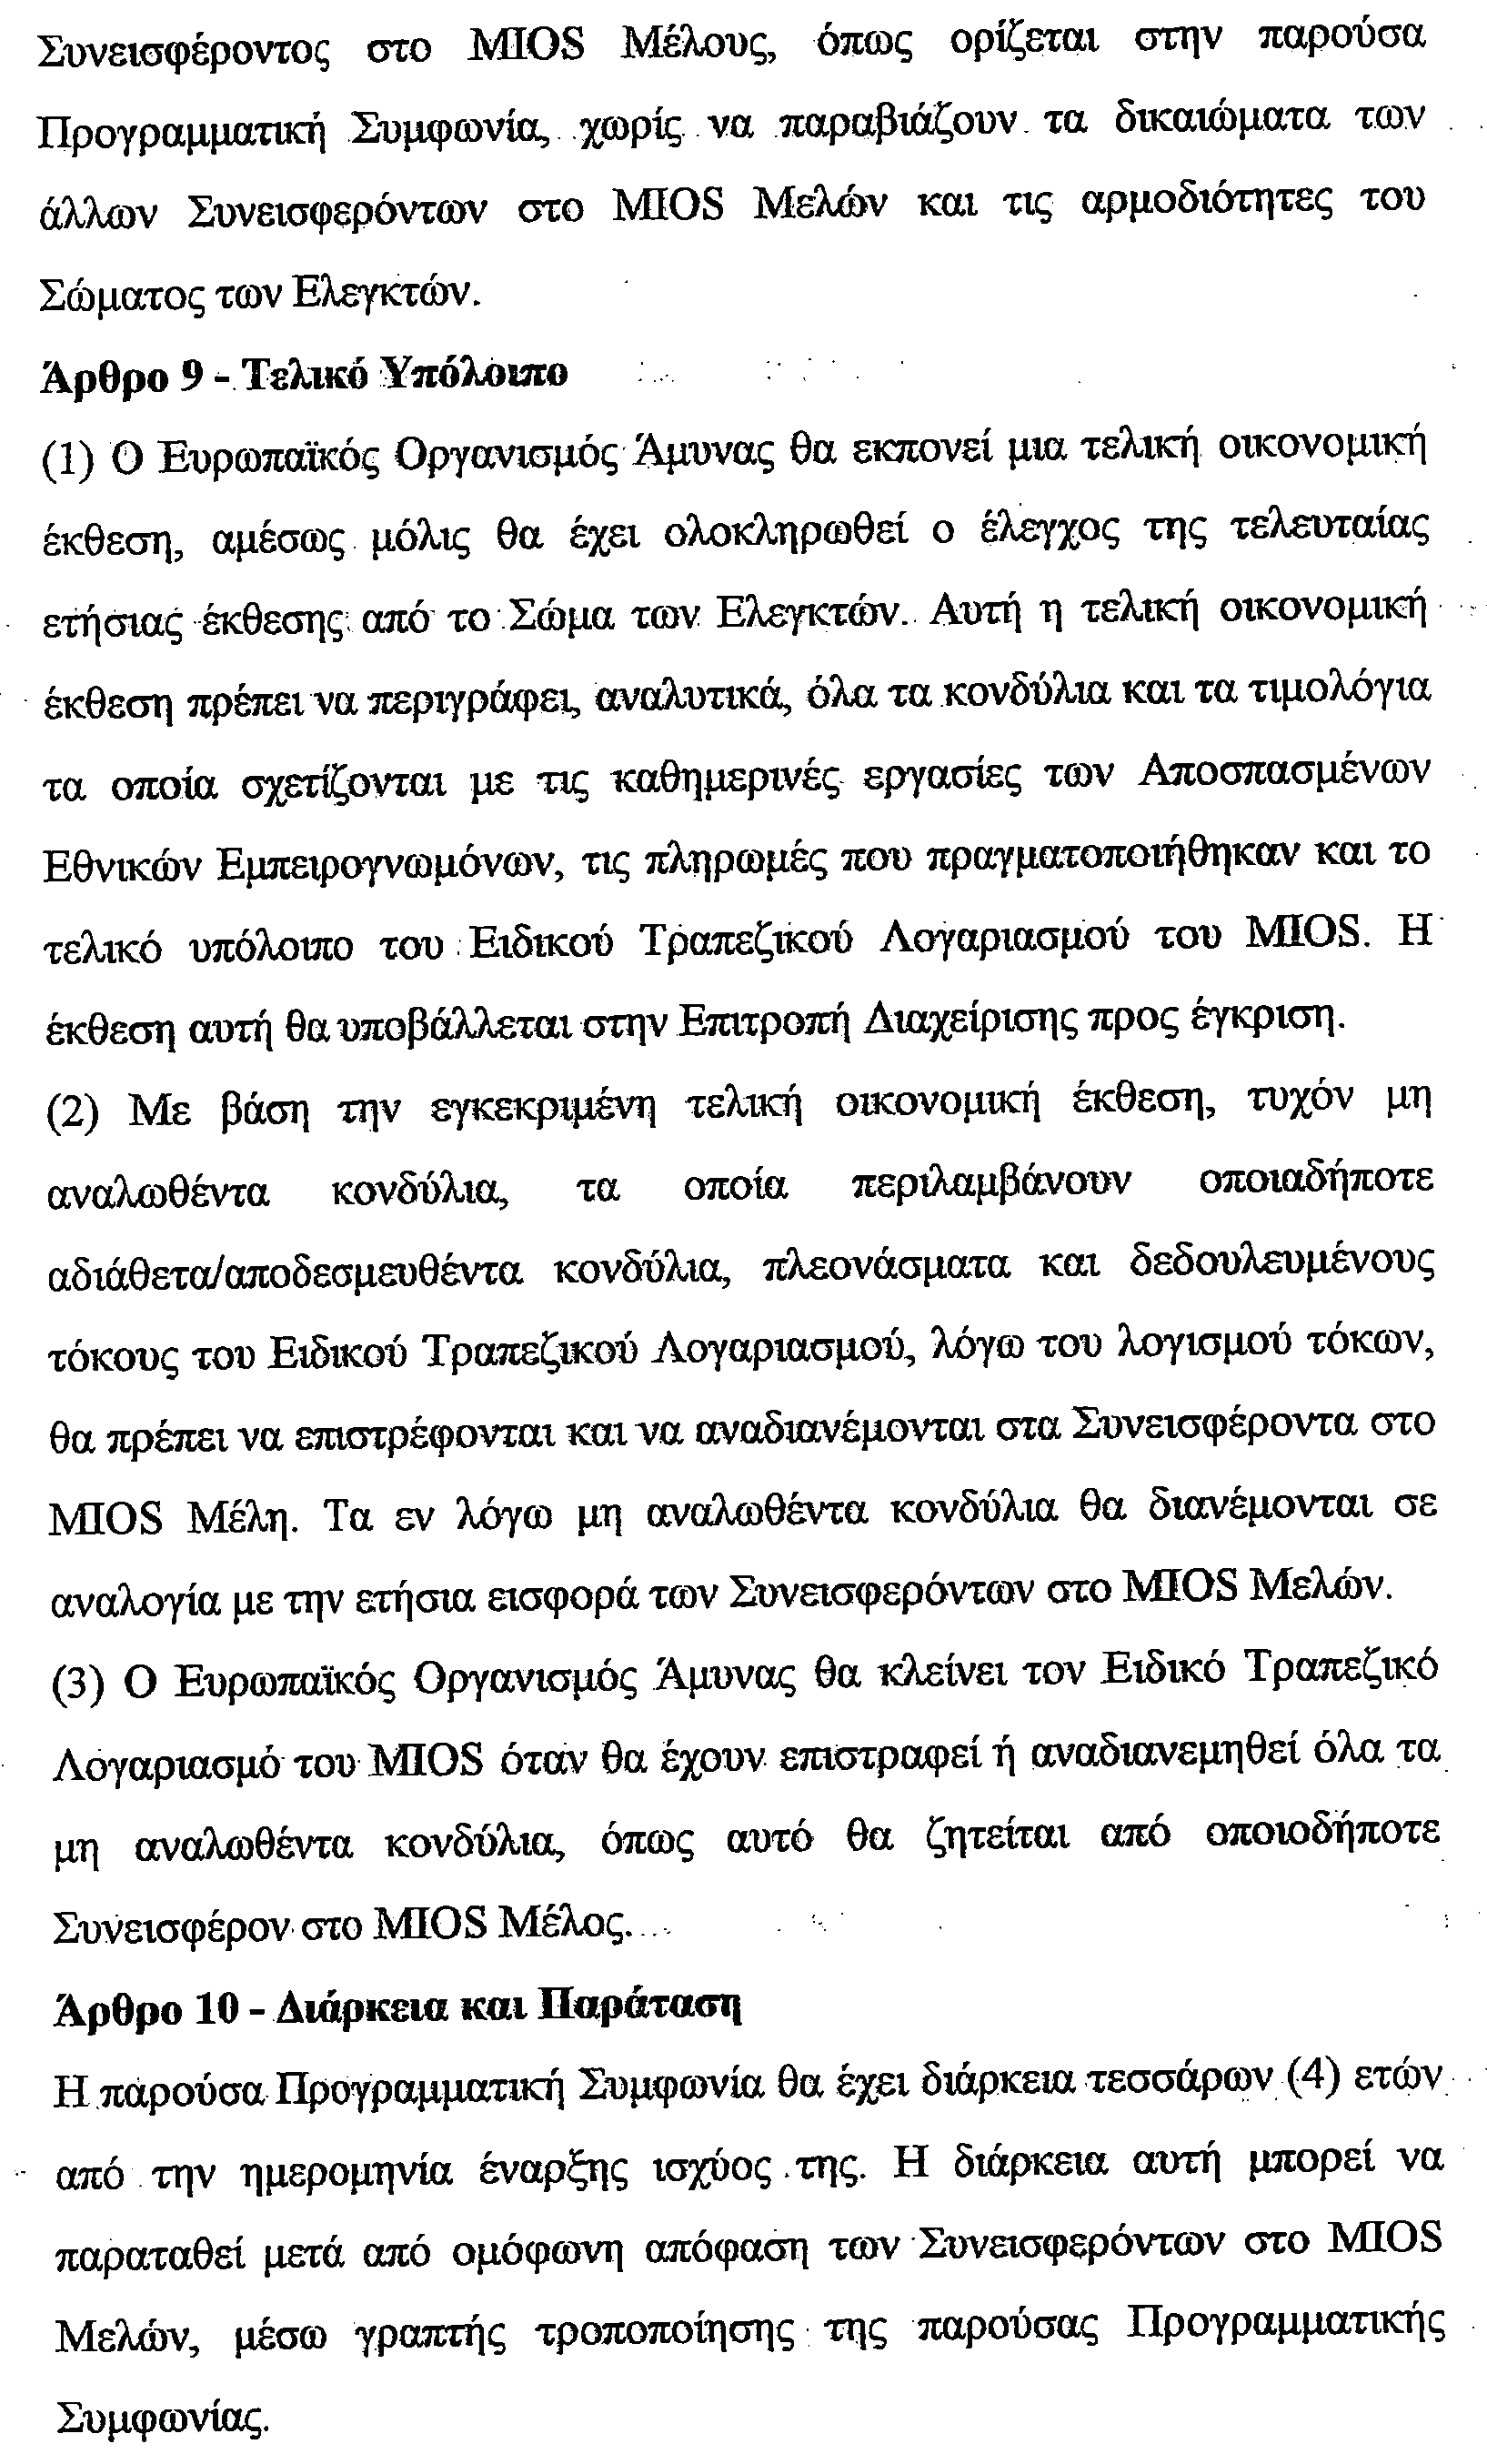 Συνεισφέροντος στο MIOS Μέλους, όπως ορίζεται στην παρούσα
Προγραμματική Συμφωνία, χωρίς να παραβιάζουν τα δικαιώματα των
άλλων Συνεισφερόντων στο MIOS Μελών και τις αρμοδιότητες του
Σώματος των Ελεγκτών.
Άρθρο 9 - Τελικό Υπόλοιπο
(1) Ο Ευρωπαϊκός Οργανισμός Άμυνας θα εκπονεί μια τελική οικονομική
έκθεση, αμέσως μόλις θα έχει ολοκληρωθεί ο έλεγχος της τελευταίας
ετήσιας έκθεσης από το Σώμα των Ελεγκτών. Αυτή η τελική οικονομική
έκθεση πρέπει να περιγράφει, αναλυτικά, όλα τα κονδύλια και τα τιμολόγια
τα οποία σχετίζονται με τις καθημερινές εργασίες των Αποσπασμένων
Εθνικών Εμπειρογνωμόνων, τις πληρωμές που πραγματοποιήθηκαν και το
τελικό υπόλοιπο του Ειδικού Τραπεζικού Λογαριασμού του MIOS. Η
έκθεση αυτή θα υποβάλλεται στην Επιτροπή Διαχείρισης προς έγκριση.
(2) Με βάση την εγκεκριμένη τελική οικονομική έκθεση, τυχόν μη
αναλωθέντα κονδύλια, τα οποία περιλαμβάνουν οποιαδήποτε
αδιάθετα/αποδεσμευθέντα κονδύλια, πλεονάσματα και δεδουλευμένους
τόκους του Ειδικού Τραπεζικού Λογαριασμού, λόγω του λογισμού τόκων,
θα πρέπει να επιστρέφονται και να αναδιανέμονται στα Συνεισφέροντα στο
MIOS Μέλη. Τα εν λόγω μη αναλωθέντα κονδύλια θα διανέμονται σε
αναλογία με την ετήσια εισφορά των Συνεισφερόντων στο MIOS Μελών.
(3) Ο Ευρωπαϊκός Οργανισμός Άμυνας θα κλείνει τον Ειδικό Τραπεζικό
Λογαριασμό του MIOS όταν θα έχουν επιστραφεί ή αναδιανεμηθεί όλα τα
μη αναλωθέντα κονδύλια, όπως αυτό θα ζητείται από οποιοδήποτε
Συνεισφέρον στο MIOS Μέλος.
Άρθρο 10 - Διάρκεια και Παράταση
Η παρούσα Προγραμματική Συμφωνία θα έχει διάρκεια τεσσάρων (4) ετών
από την ημερομηνία έναρξης ισχύος της. Η διάρκεια αυτή μπορεί να
παραταθεί μετά από ομόφωνη απόφαση των Συνεισφερόντων στο MIOS
Μελών, μέσω γραπτής τροποποίησης της παρούσας Προγραμματικής
Συμφωνίας.